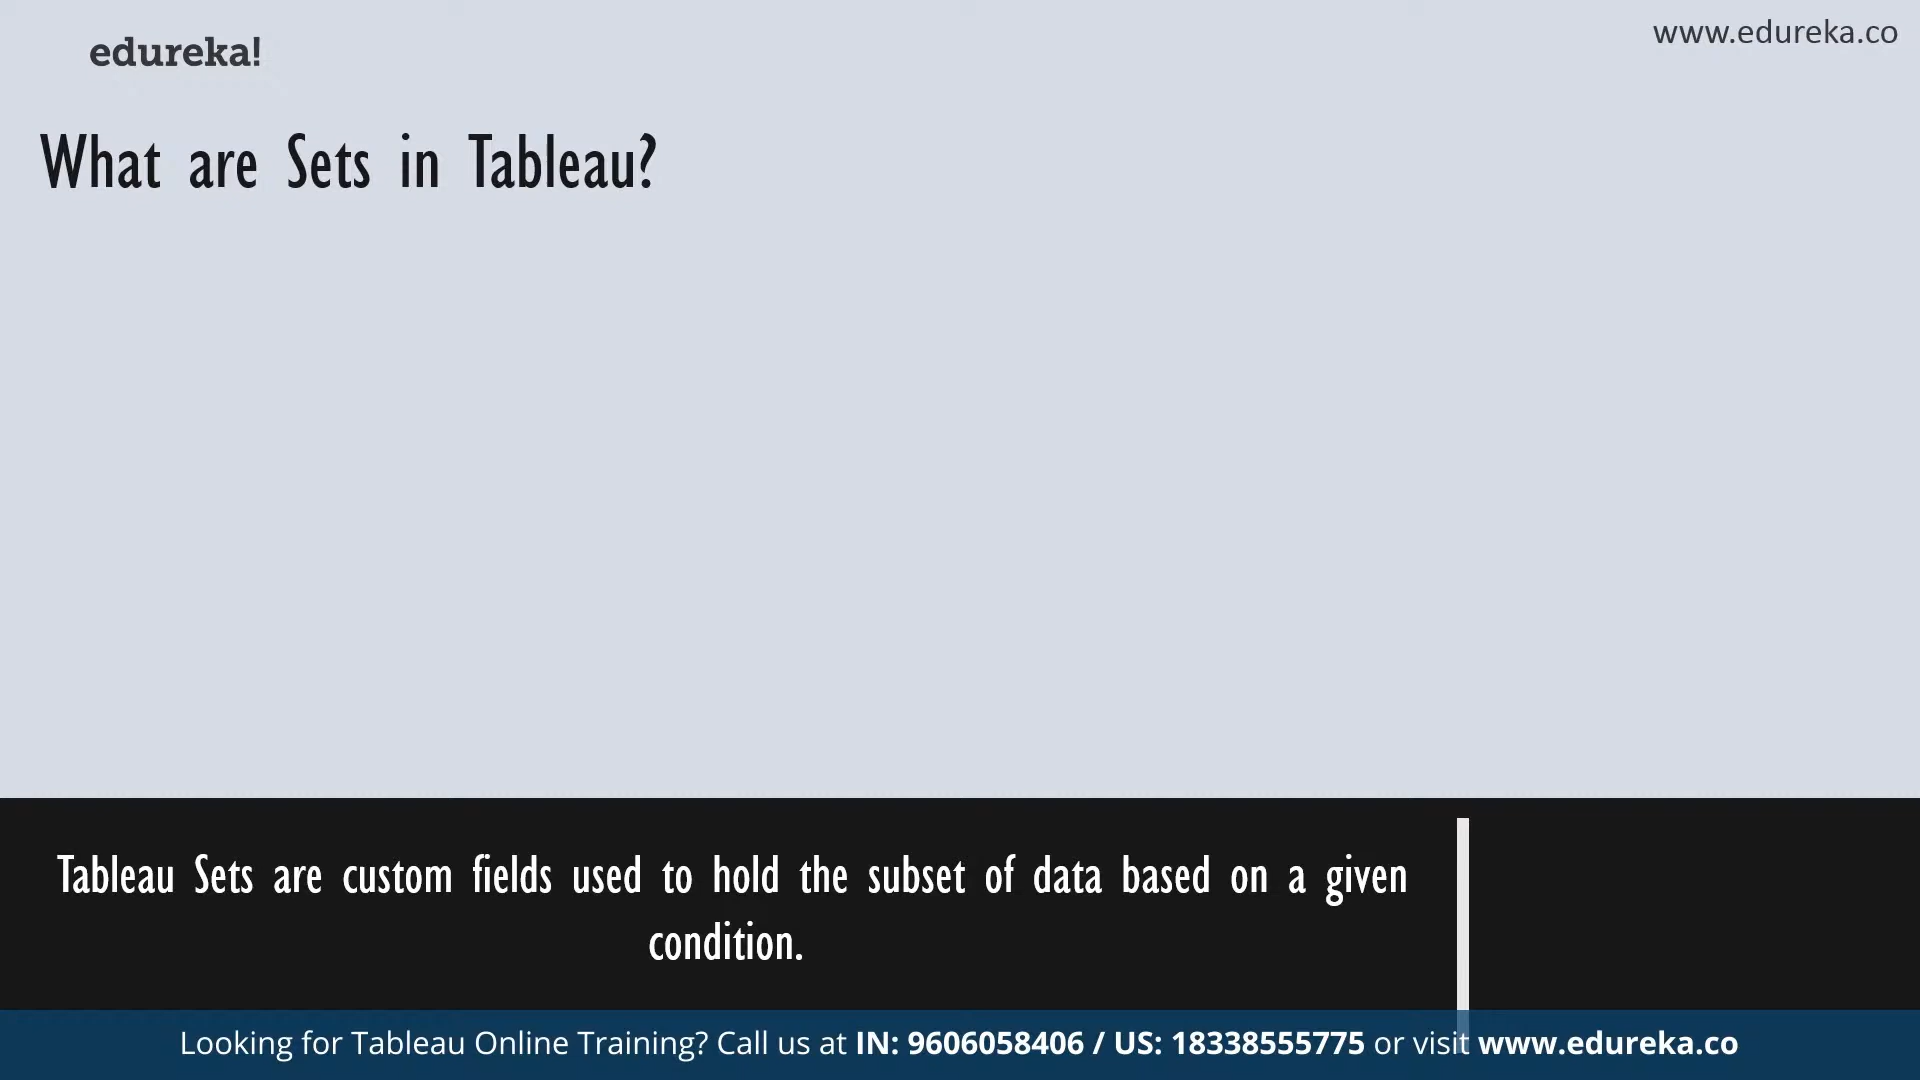 edureka!
www.edureka.co
What are Sets in Tableau?
Tableau Sets are custom fields used to hold the subset of data based on a given
condition.
Looking for Tableau Online Training? Call us at IN: 9606058406 / US: 18338555775 or visit www.edureka.co